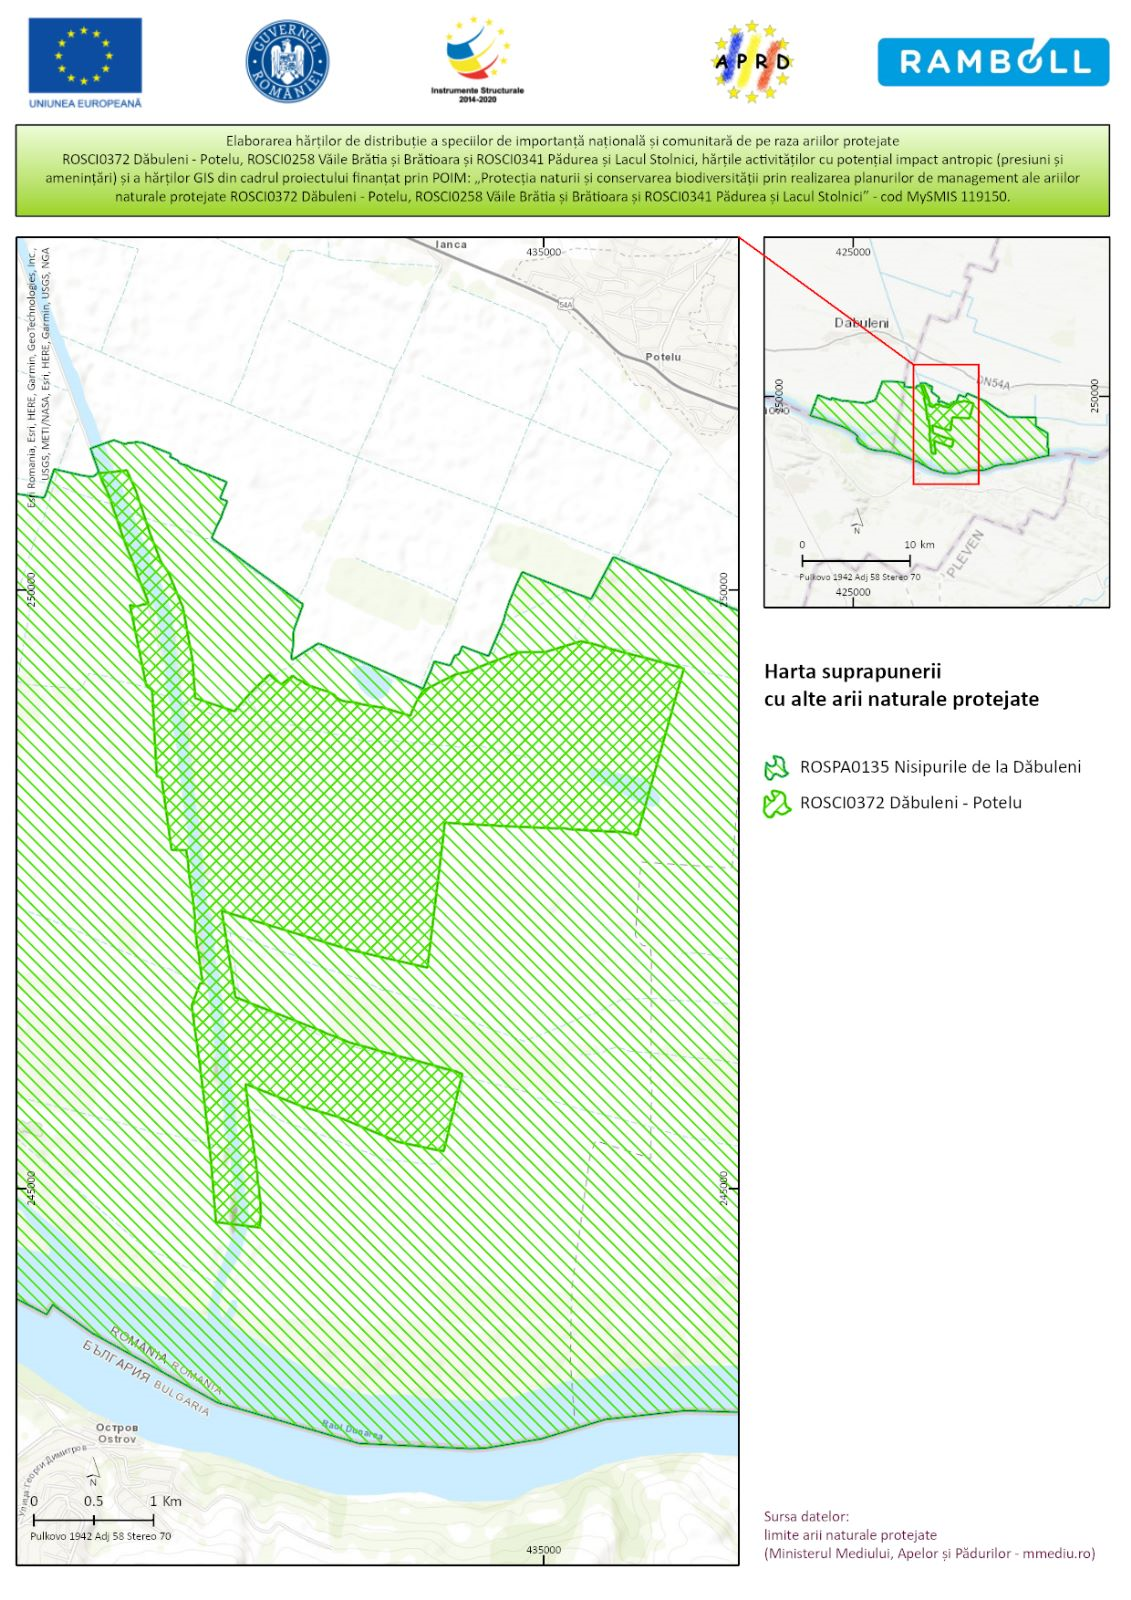 UNIUNEA EUROPEANĂ
GUVERNUL ROMÂNIEI
Instrumente Structurale
2014-2020
APRD
RAMBOLL
Elaborarea hărților de distribuție a speciilor de importanță națională și comunitară de pe raza ariilor protejate
ROSCI0372 Dăbuleni - Potelu, ROSCI0258 Văile Brătia și Brătioara și ROSCI0341 Pădurea și Lacul Stolnici, hărțile activităților cu potențial impact antropic (presiuni și
amenințări) și a hărților GIS din cadrul proiectului finanțat prin POIM: „Protecția naturii și conservarea biodiversității prin realizarea planurilor de management ale ariilor
naturale protejate ROSCI0372 Dăbuleni - Potelu, ROSCI0258 Văile Brătia și Brătioara și ROSCI0341 Pădurea și Lacul Stolnici” - cod MySMIS 119150.
Esri Romania, Esri, HERE, Garmin, GeoTechnologies, Inc.,
USGS, METI/NASA, Esri, HERE, Garmin, USGS, NGA
Ianca
435000
54A
Potelu
250000
250000
245000
245000
ROMANIA ROMANIA
БЪЛГАРИЯ BULGARIA
Raul Dunarea
Остров
Ostrov
Улица Георги Димитров
N
0 0.5 1 Km
Pulkovo 1942 Adj 58 Stereo 70
435000
425000
Dabuleni
DN54A
250000
250000
PLEVEN
N
0 10 km
Pulkovo 1942 Adj 58 Stereo 70
425000
Harta suprapunerii
cu alte arii naturale protejate
ROSPA0135 Nisipurile de la Dăbuleni
ROSCI0372 Dăbuleni - Potelu
Sursa datelor:
limite arii naturale protejate
(Ministerul Mediului, Apelor și Pădurilor - mmediu.ro)